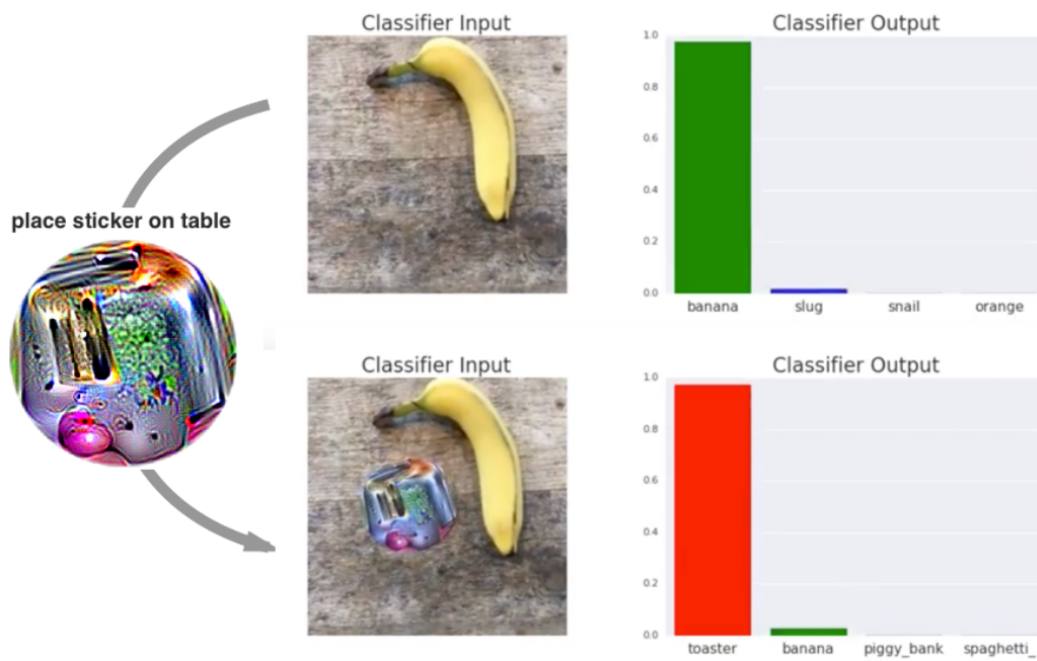 Classifier Input
Classifier Output
1.0
0.8
0.6
0.4
0.2
0.0
banana slug snail orange
place sticker on table
Classifier Input
Classifier Output
1.0
0.8
0.6
0.4
0.2
0.0
toaster banana piggy_bank spaghetti_